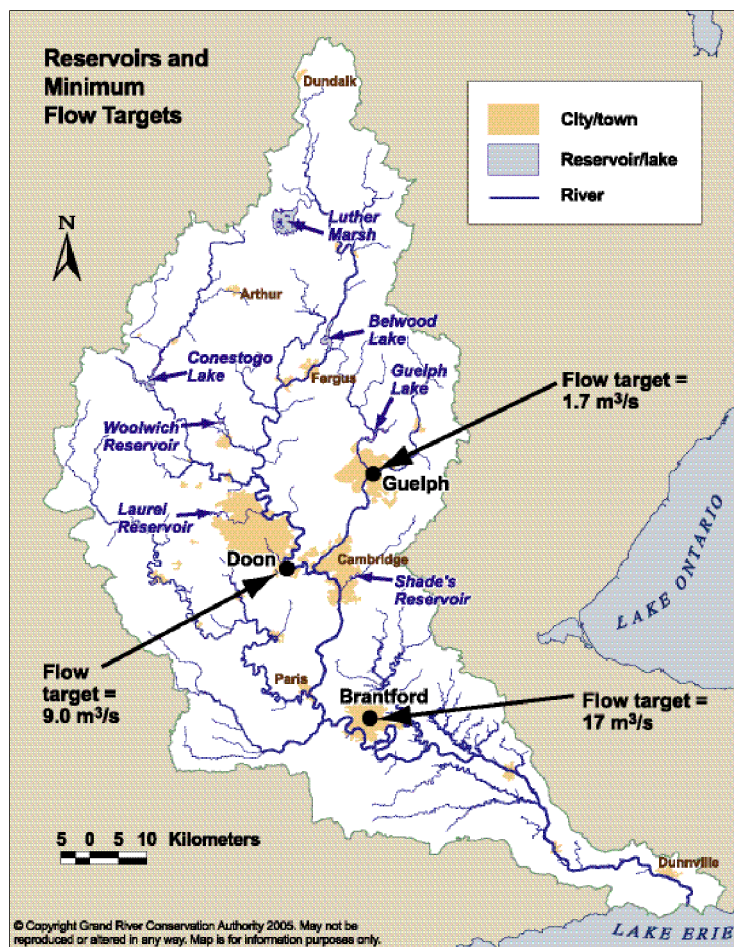 Reservoirs and
Minimum
Flow Targets
Dundalk
City/town
Reservoir/lake
River
N
Luther
Marsh
Arthur
Belwood
Lake
Conestogo
Lake
Fergus
Guelph
Lake
Flow target =
1.7 m³/s
Woolwich
Reservoir
Guelph
Laurel
Reservoir
Doon
Cambridge
Shade's
Reservoir
LAKE ONTARIO
Flow
target =
9.0 m³/s
Paris
Brantford
Flow target =
17 m³/s
5 0 5 10 Kilometers
Dunnville
© Copyright Grand River Conservation Authority 2005. May not be
reproduced or altered in any way. Map is for information purposes only.
LAKE ERIE